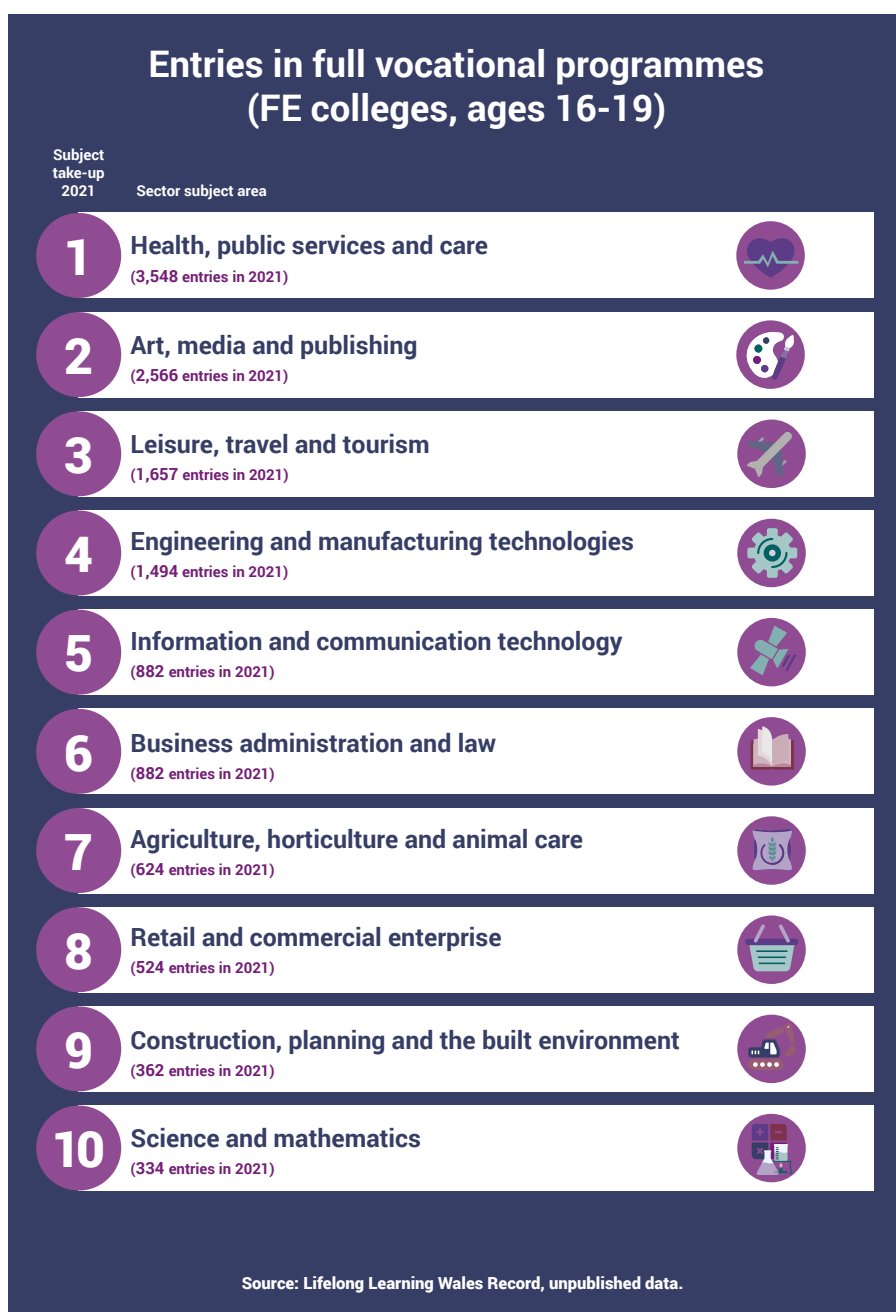 Entries in full vocational programmes
(FE colleges, ages 16-19)
Subject
take-up
2021
Sector subject area
1
Health, public services and care
(3,548 entries in 2021)
2
Art, media and publishing
(2,566 entries in 2021)
3
Leisure, travel and tourism
(1,657 entries in 2021)
4
Engineering and manufacturing technologies
(1,494 entries in 2021)
5
Information and communication technology
(882 entries in 2021)
6
Business administration and law
(882 entries in 2021)
7
Agriculture, horticulture and animal care
(624 entries in 2021)
8
Retail and commercial enterprise
(524 entries in 2021)
9
Construction, planning and the built environment
(362 entries in 2021)
10
Science and mathematics
(334 entries in 2021)
Source: Lifelong Learning Wales Record, unpublished data.